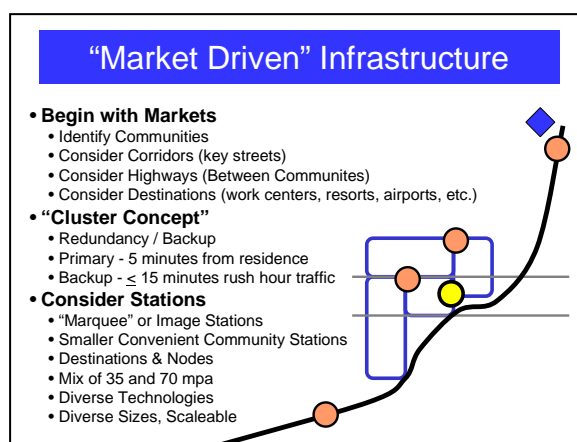 “Market Driven” Infrastructure
• Begin with Markets
• Identify Communities
• Consider Corridors (key streets)
• Consider Highways (Between Communites)
• Consider Destinations (work centers, resorts, airports, etc.)
• “Cluster Concept”
• Redundancy / Backup
• Primary - 5 minutes from residence
• Backup - < 15 minutes rush hour traffic
• Consider Stations
• “Marquee” or Image Stations
• Smaller Convenient Community Stations
• Destinations & Nodes
• Mix of 35 and 70 mpa
• Diverse Technologies
• Diverse Sizes, Scaleable